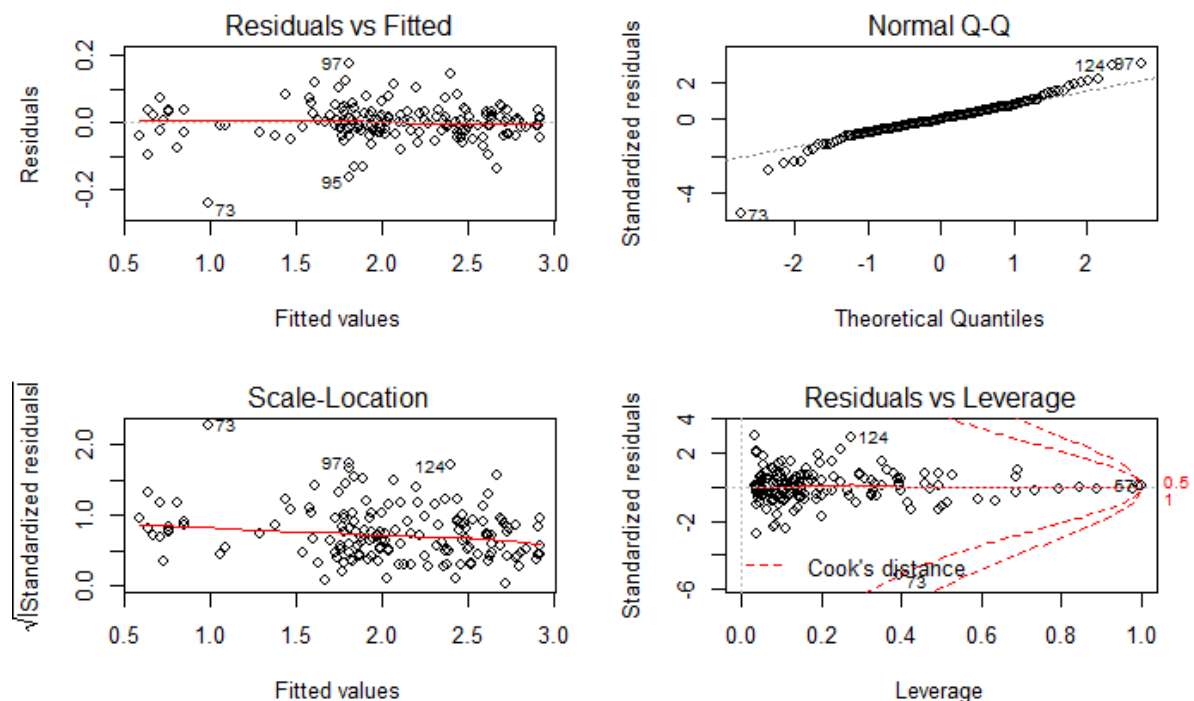 Residuals vs Fitted
Residuals
-0.2 0.0 0.2
97
95
73
0.5 1.0 1.5 2.0 2.5 3.0
Fitted values
Normal Q-Q
Standardized residuals
-4 0 2
124 97
73
-2 -1 0 1 2
Theoretical Quantiles
Scale-Location
√|Standardized residuals|
0.0 1.0 2.0
73
97
124
0.5 1.0 1.5 2.0 2.5 3.0
Fitted values
Residuals vs Leverage
Standardized residuals
-6 -2 2 4
124
57
0.5
1
Cook's distance
73
0.0 0.2 0.4 0.6 0.8 1.0
Leverage